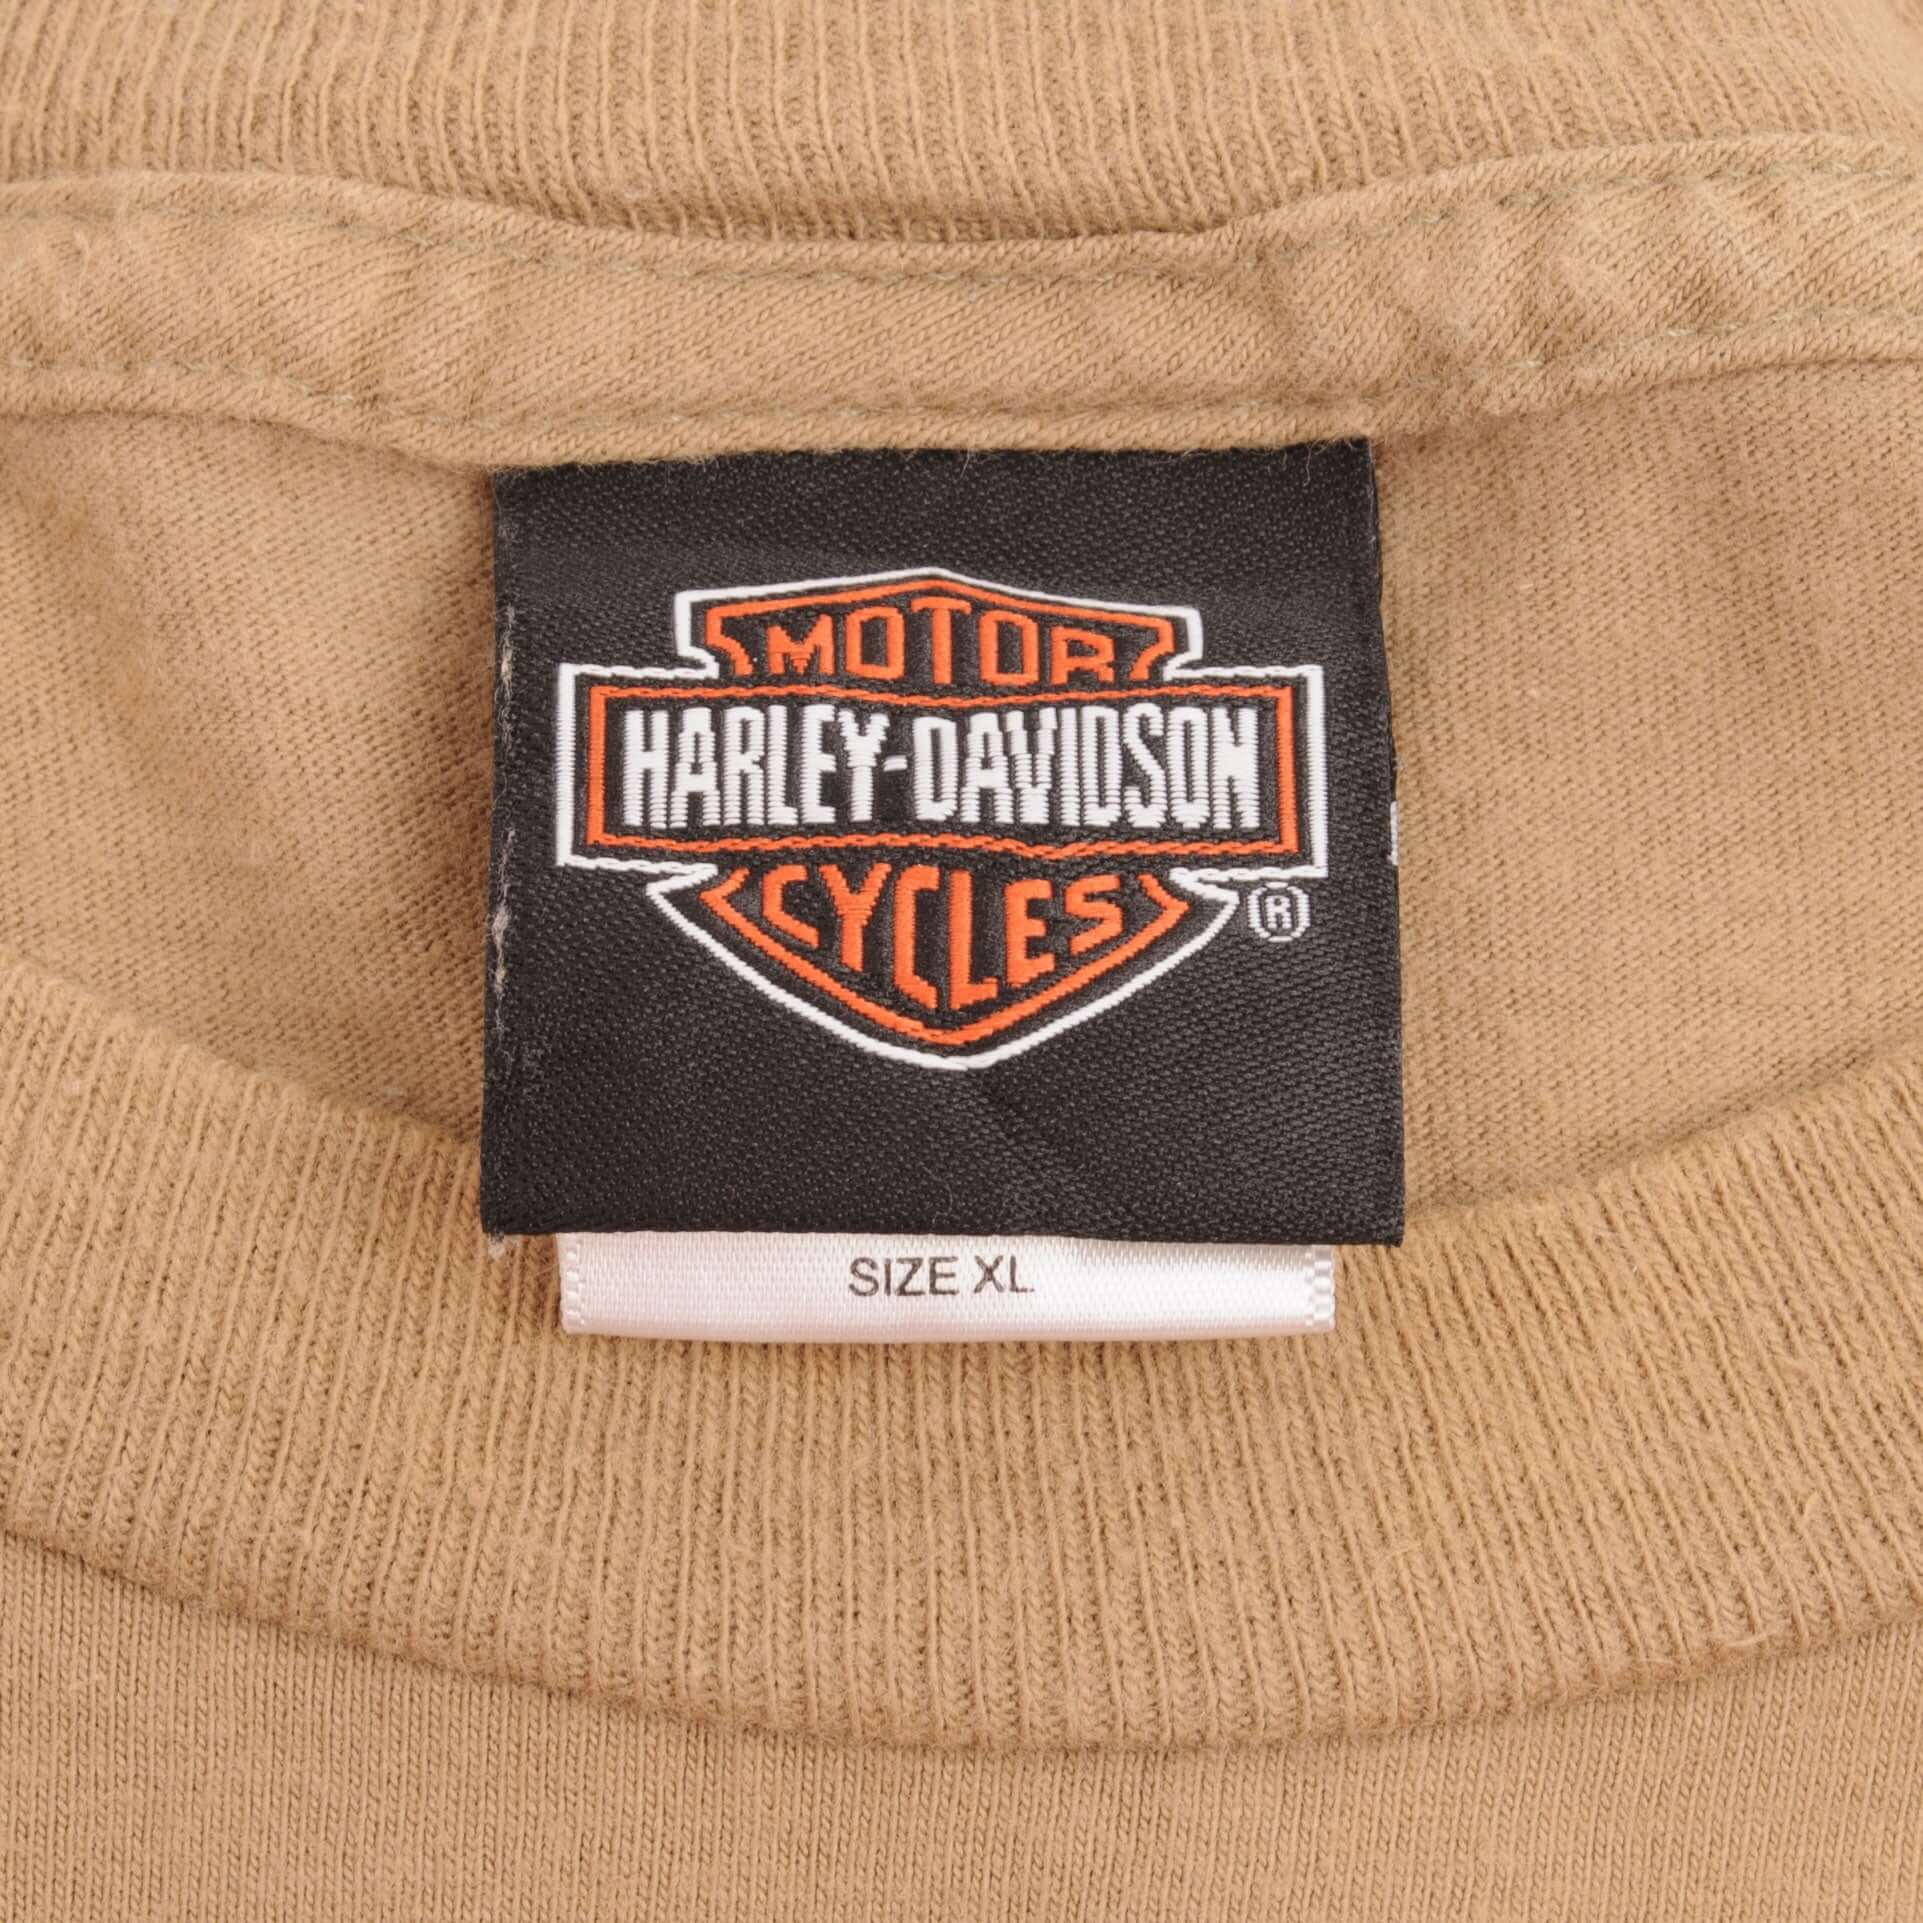 MOTOR
HARLEY-DAVIDSON
CYCLES
®
SIZE XL